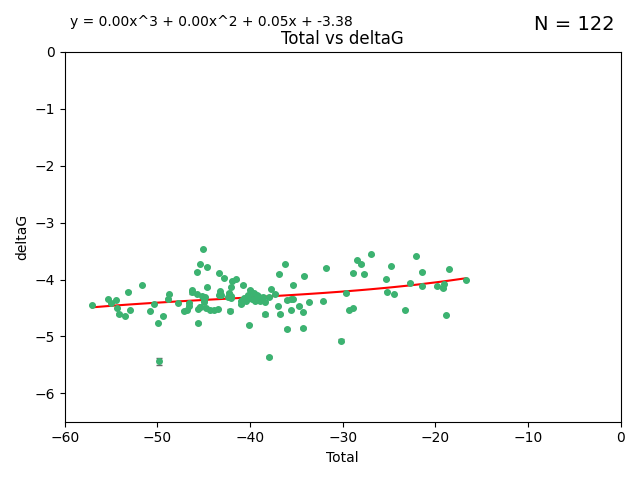 y = 0.00x^3 + 0.00x^2 + 0.05x + -3.38
N = 122
Total vs deltaG
0
−1
−2
−3
−4
−5
−6
deltaG
−60
−50
−40
−30
−20
−10
0
Total